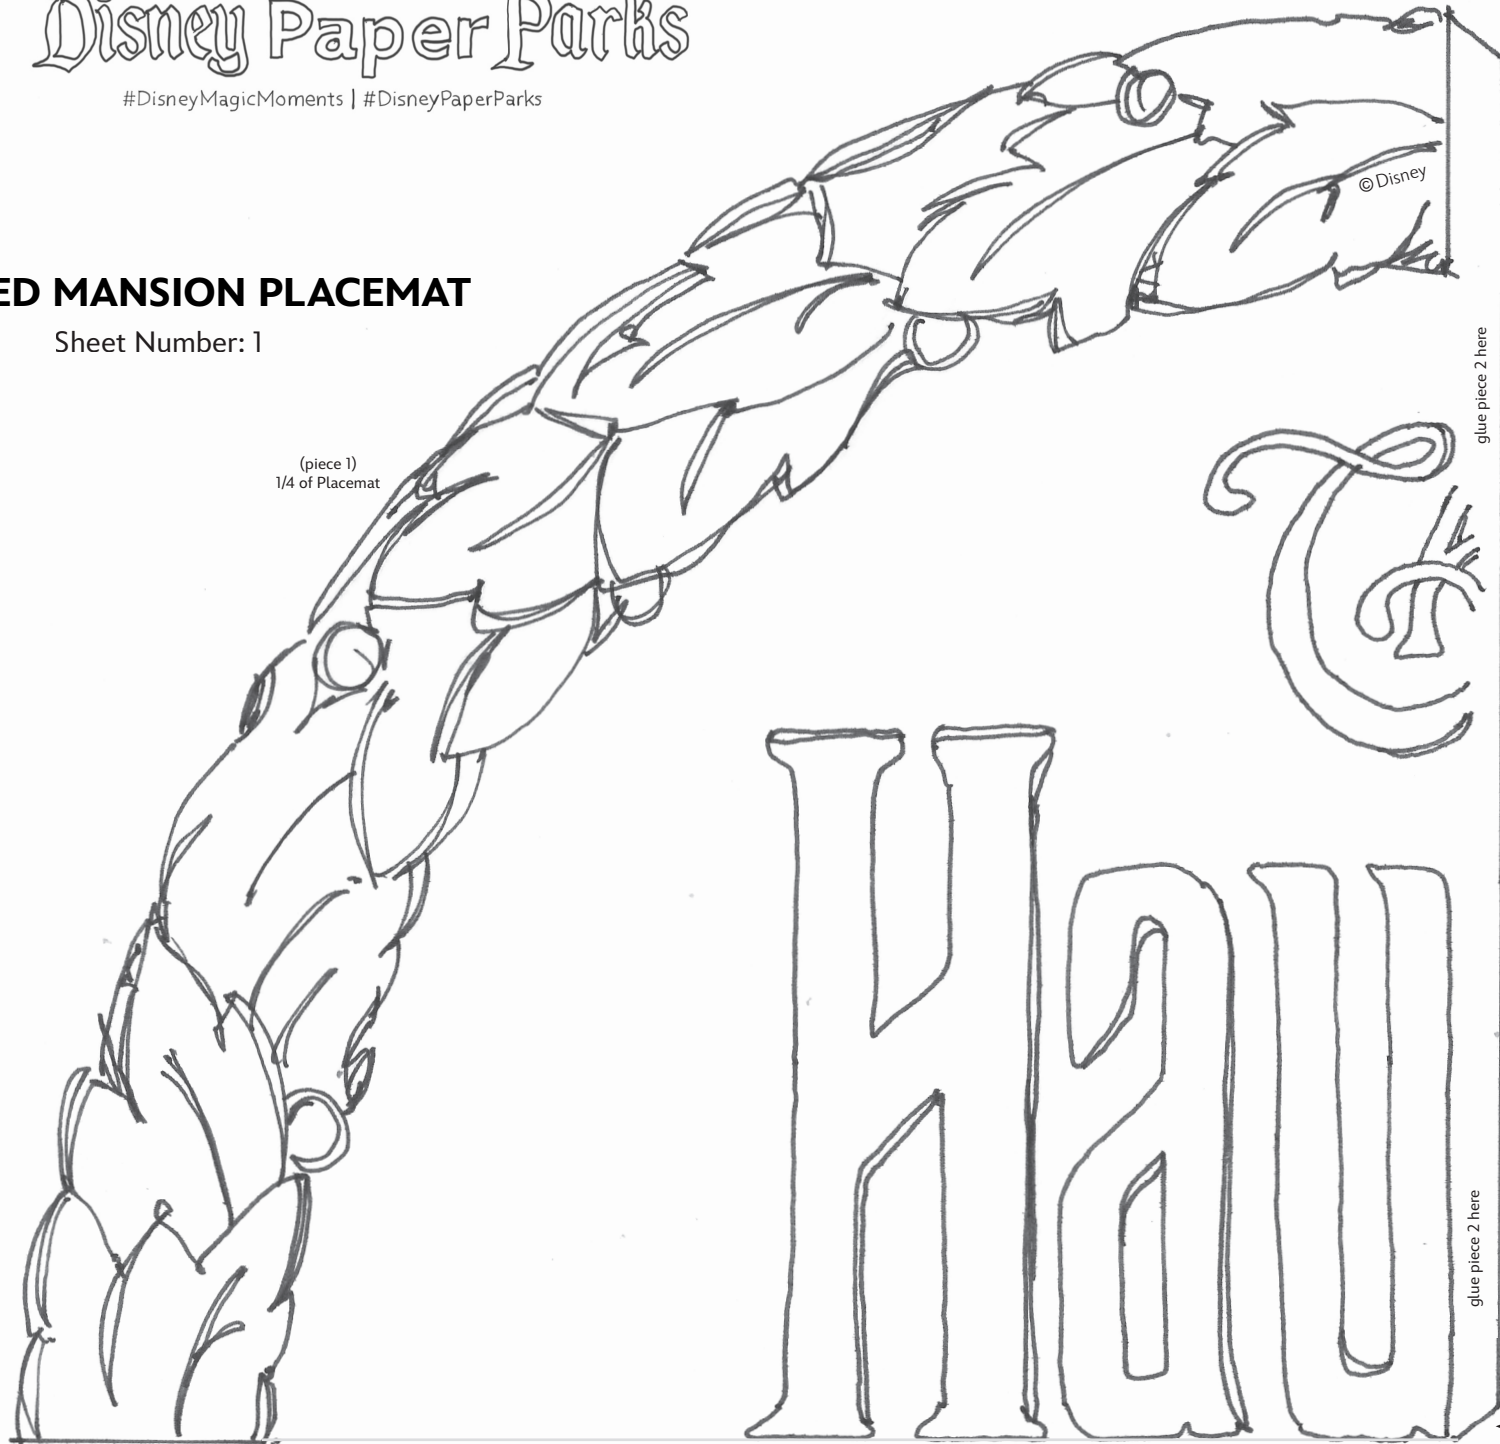 Disney Paper Parks
#DisneyMagicMoments | #DisneyPaperParks
© Disney
ED MANSION PLACEMAT
Sheet Number: 1
glue piece 2 here
(piece 1)
1/4 of Placemat
Hau
glue piece 2 here